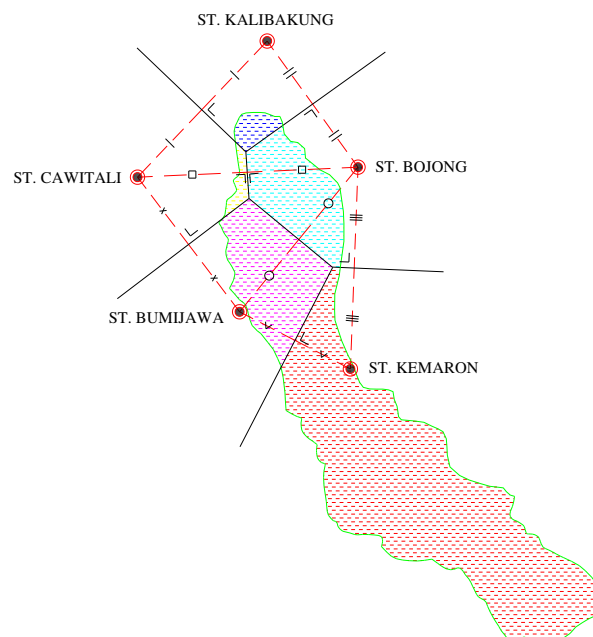 ST. KALIBAKUNG
ST. BOJONG
ST. CAWITALI
ST. BUMIJAWA
ST. KEMARON